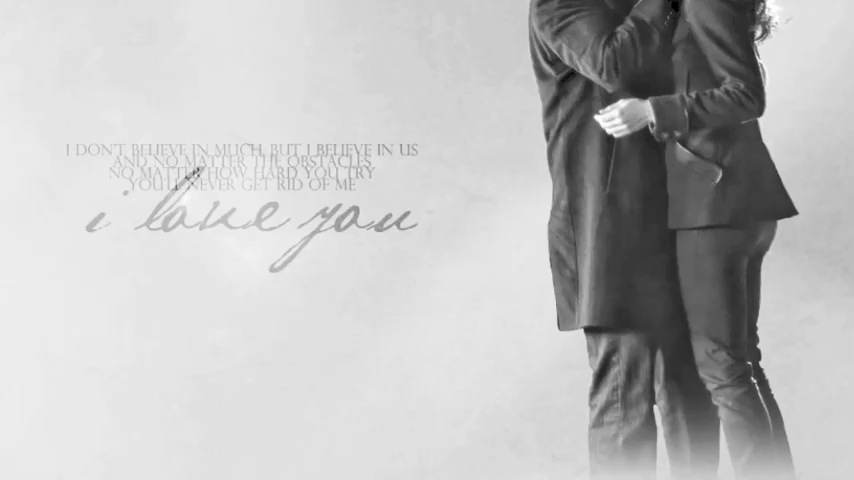 I DON'T BELIEVE IN MUCH, BUT I BELIEVE IN US
AND NO MATTER THE OBSTACLES
NO MATTER HOW HARD YOU TRY
YOU'LL NEVER GET RID OF ME
i love you